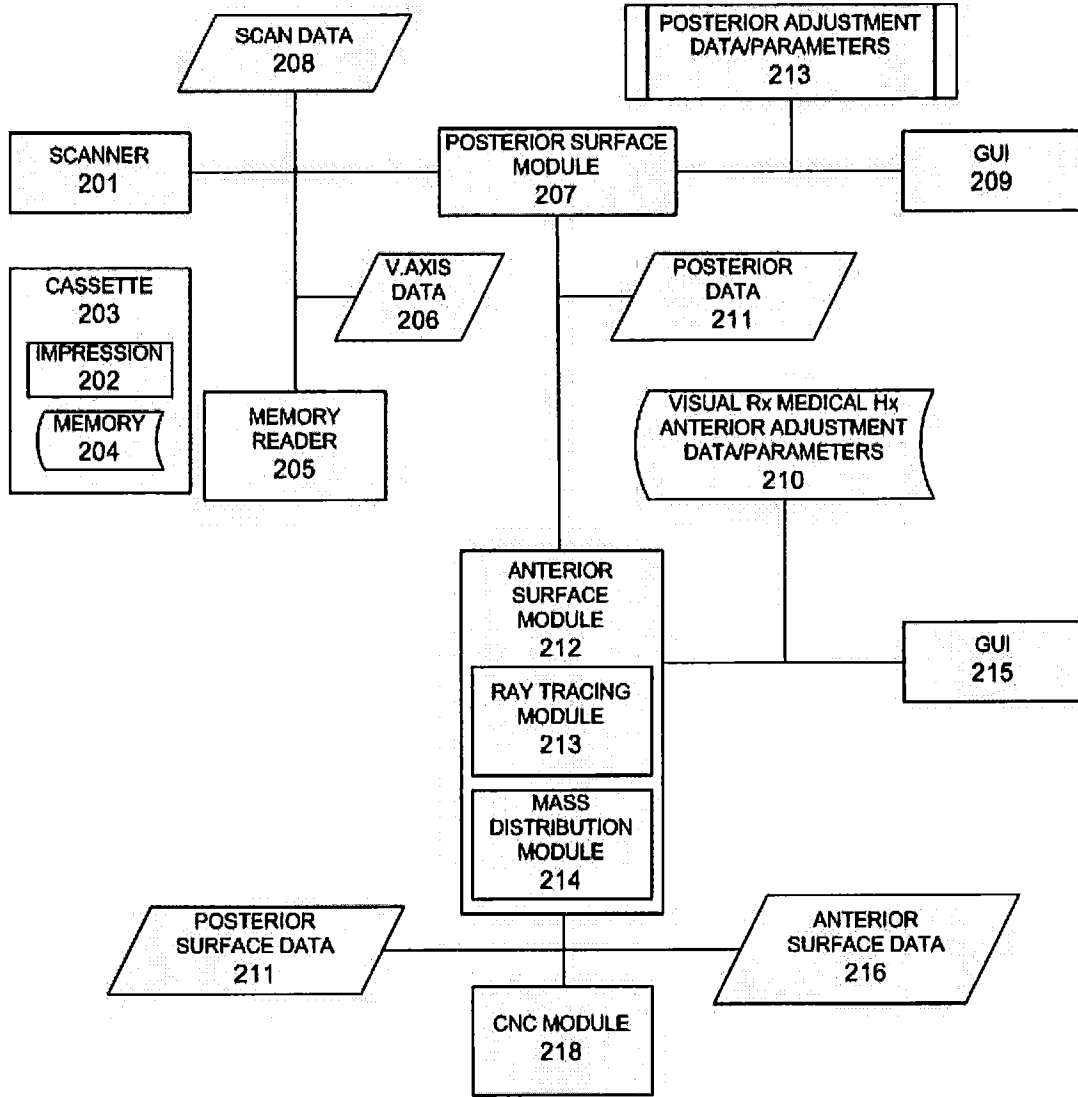 SCAN DATA
208
POSTERIOR ADJUSTMENT
DATA/PARAMETERS
213
SCANNER
201
POSTERIOR SURFACE
MODULE
207
GUI
209
CASSETTE
203
IMPRESSION
202
MEMORY
204
V.AXIS
DATA
206
POSTERIOR
DATA
211
MEMORY
READER
205
VISUAL Rx MEDICAL Hx
ANTERIOR ADJUSTMENT
DATA/PARAMETERS
210
ANTERIOR
SURFACE
MODULE
212
RAY TRACING
MODULE
213
MASS
DISTRIBUTION
MODULE
214
GUI
215
POSTERIOR
SURFACE DATA
211
ANTERIOR
SURFACE DATA
216
CNC MODULE
218